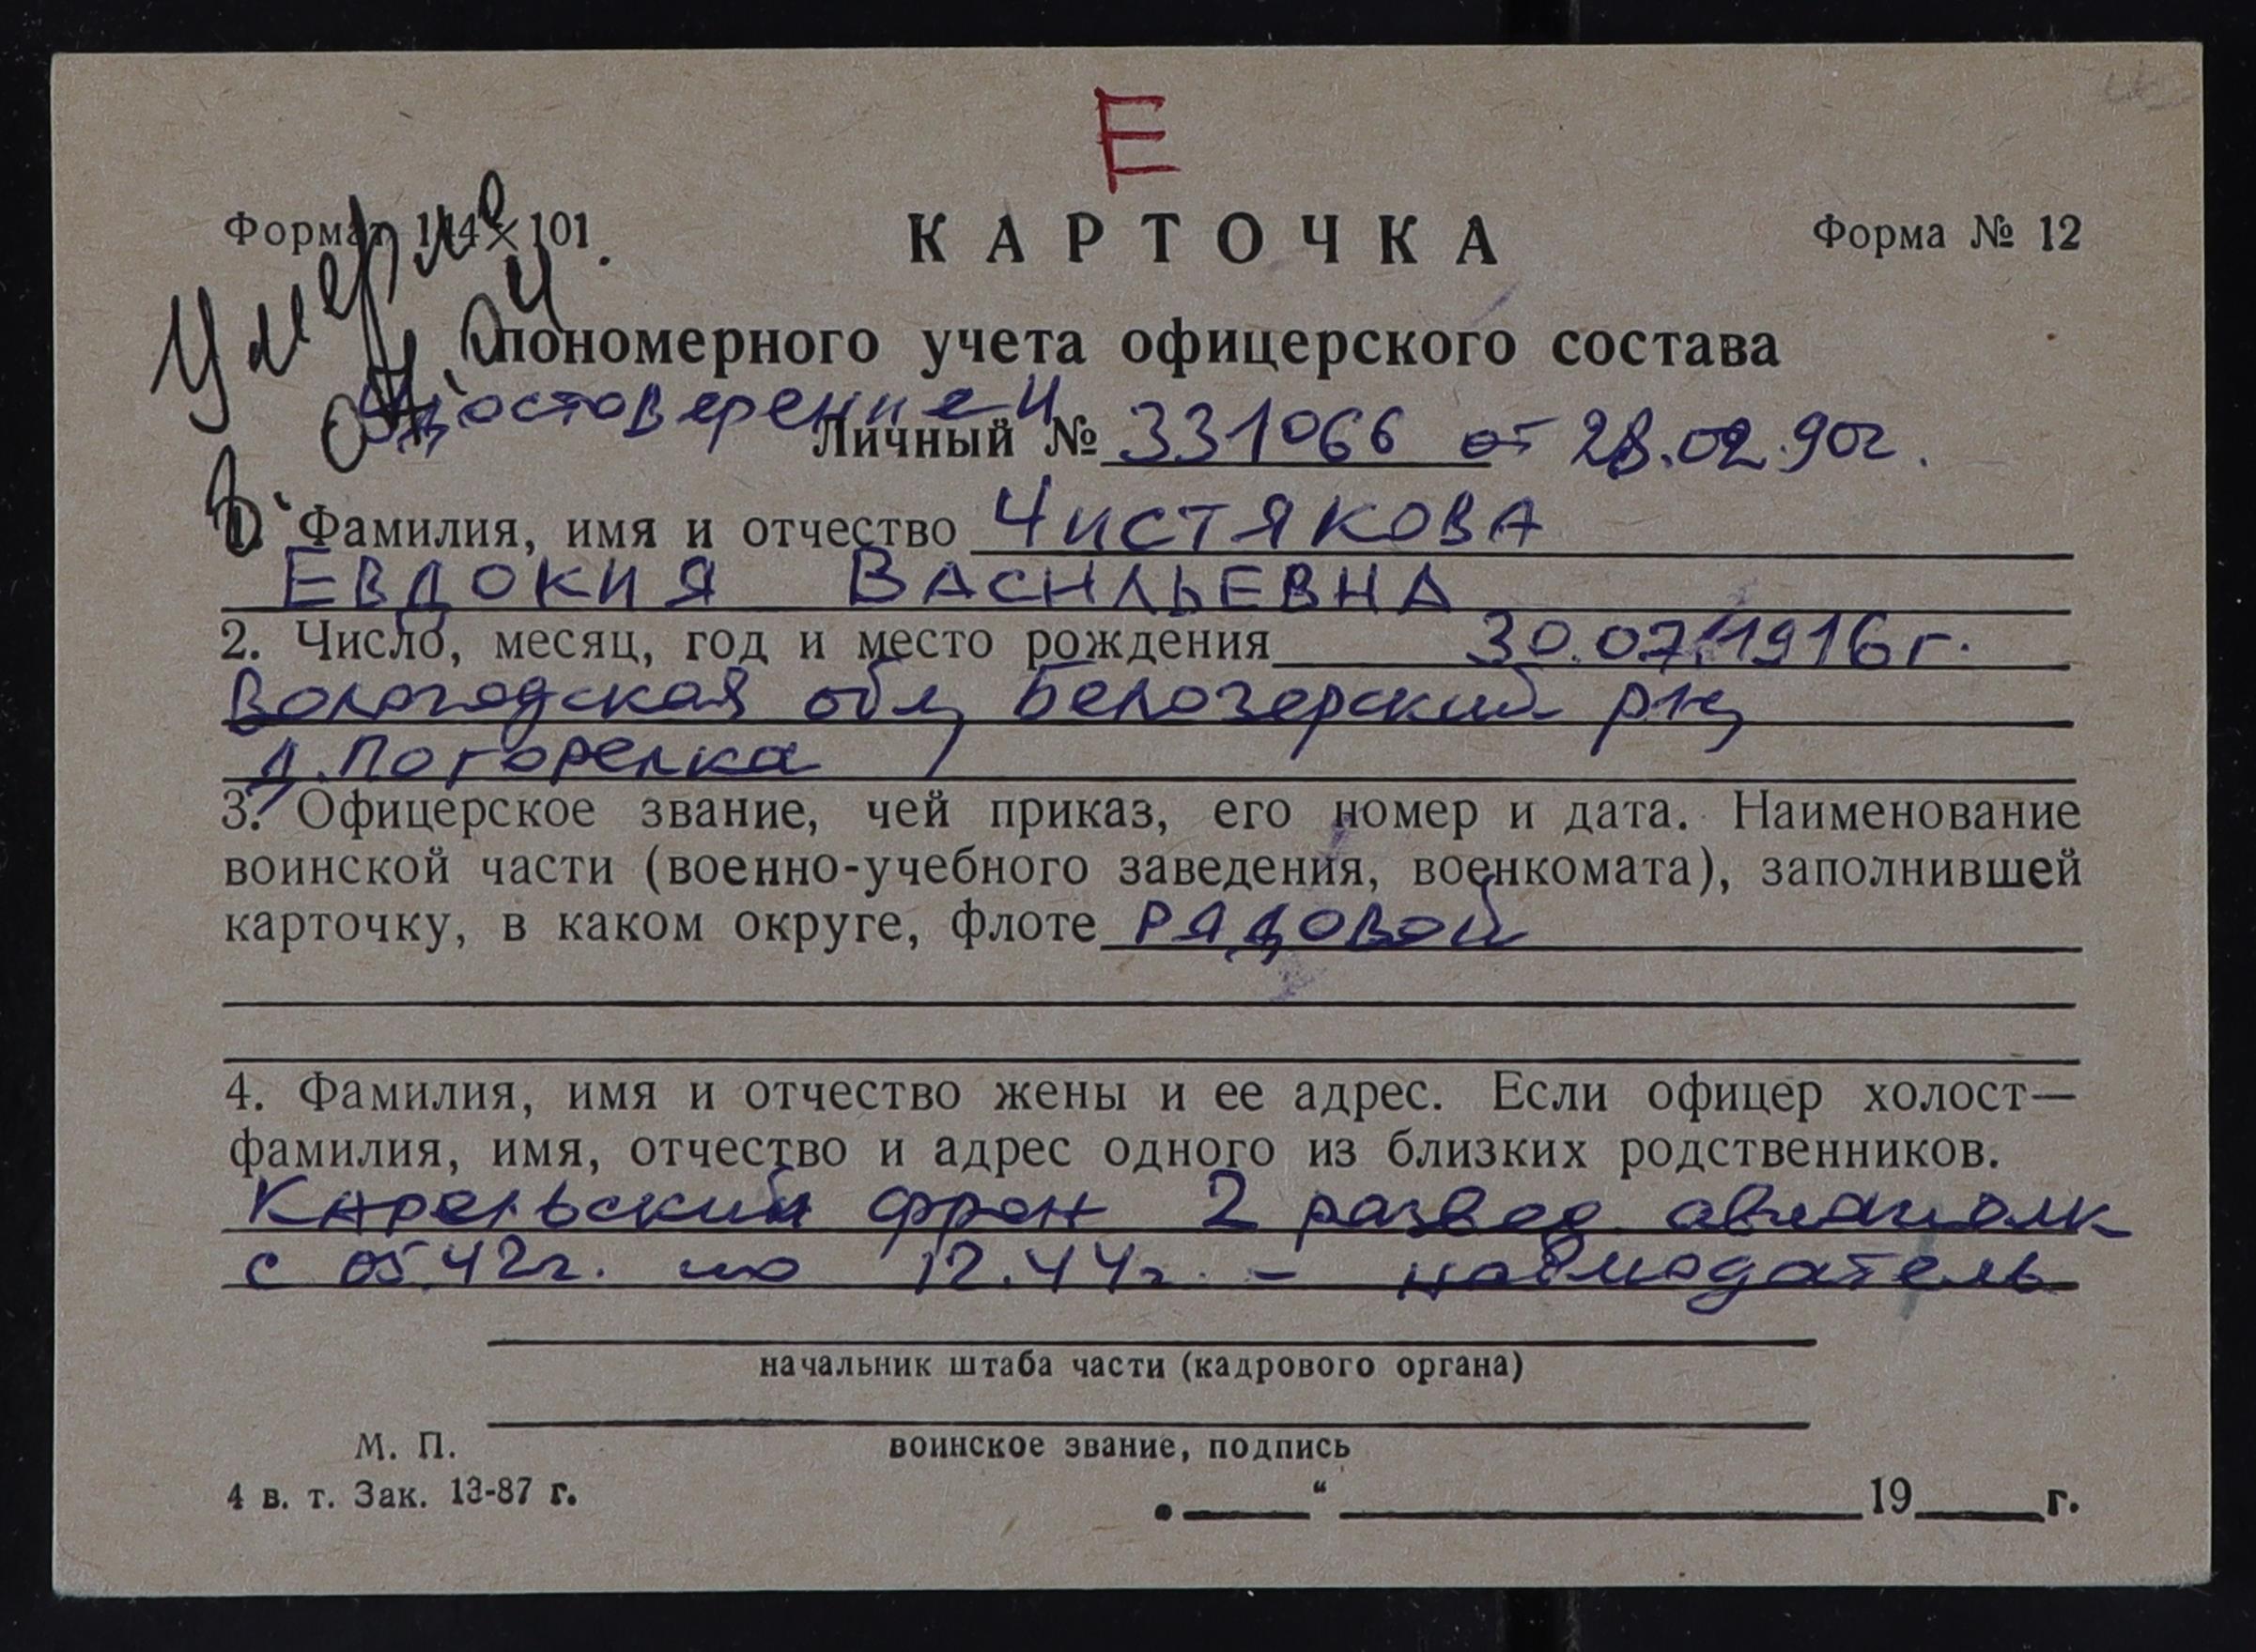 Е
Формат 144×101
КАРТОЧКА
Форма № 12
Умерла
пономерного учета офицерского состава
Удостоверение
Личный № 331066 от 28.02.90г.
1. Фамилия, имя и отчество ЧИСТЯКОВА
ЕВДОКИЯ ВАСИЛЬЕВНА
2. Число, месяц, год и место рождения 30.07.1916г.
Вологодская обл, Белозерский р-н,
д. Погорелка
3. Офицерское звание, чей приказ, его номер и дата. Наименование
воинской части (военно-учебного заведения, военкомата), заполнившей
карточку, в каком округе, флоте РЯДОВОЙ
4. Фамилия, имя и отчество жены и ее адрес. Если офицер холост—
фамилия, имя, отчество и адрес одного из близких родственников.
Карельский фрон 2 развед авиаполк
с 05.42г. по 12.44г. - наблюдатель
начальник штаба части (кадрового органа)
М. П.
воинское звание, подпись
4 в. т. Зак. 13-87 г.
„ “ 19 г.